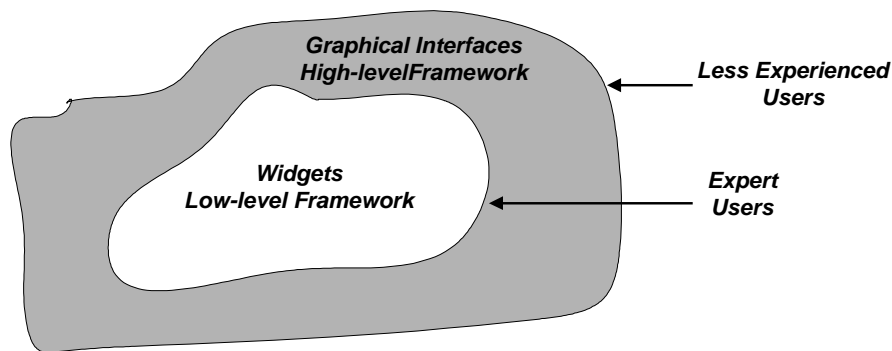 Graphical Interfaces
High-levelFramework
Less Experienced
Users
Widgets
Low-level Framework
Expert
Users